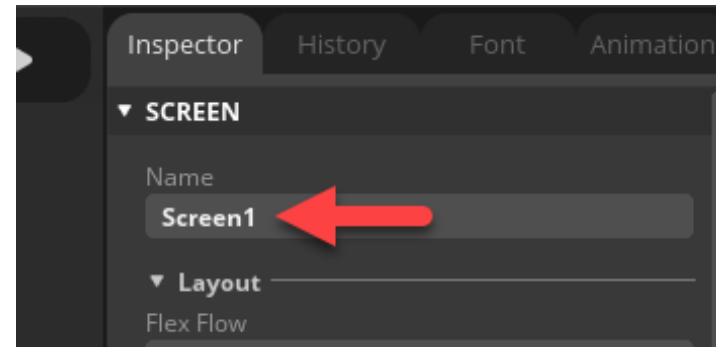 Inspector History Font Animation
SCREEN
Name
Screen1
Layout
Flex Flow